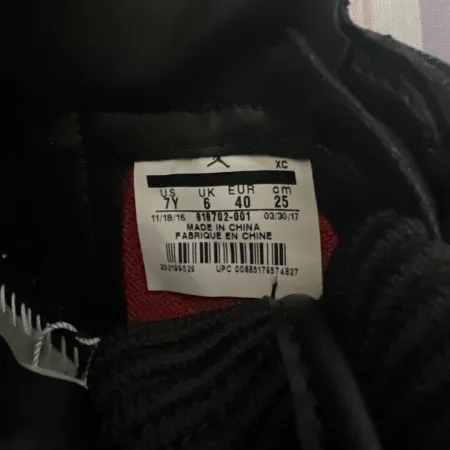 XC
US UK EUR cm
7Y 6 40 25
11/18/16 918702-001 03/30/17
MADE IN CHINA
FABRIQUE EN CHINE
UPC 00885176574827